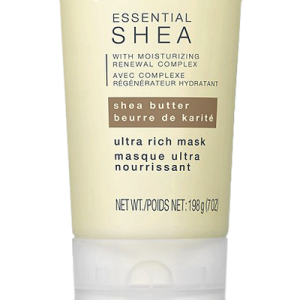 ESSENTIAL
SHEA
WITH MOISTURIZING
RENEWAL COMPLEX
AVEC COMPLEXE
RÉGÉNÉRATEUR HYDRATANT
shea butter
beurre de karité
ultra rich mask
masque ultra
nourrissant
NET WT./POIDS NET: 198 g (7 OZ)